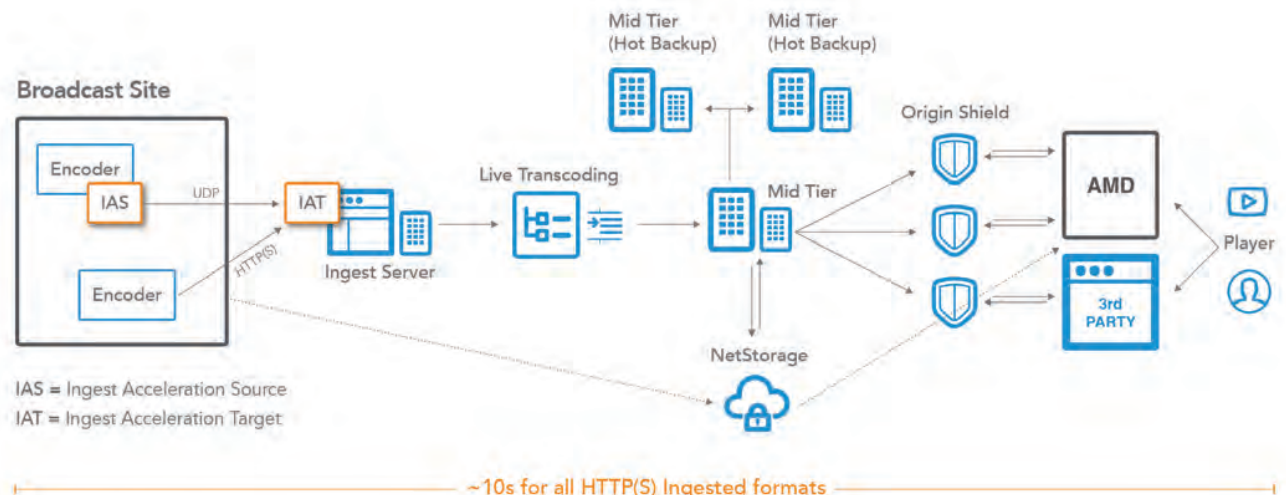 Mid Tier
(Hot Backup)
Mid Tier
(Hot Backup)
Broadcast Site
Origin Shield
Encoder
IAS
UDP
IAT
Live Transcoding
Mid Tier
AMD
Ingest Server
HTTP(S)
Encoder
Player
3rd
PARTY
NetStorage
IAS = Ingest Acceleration Source
IAT = Ingest Acceleration Target
~10s for all HTTP(S) Ingested formats